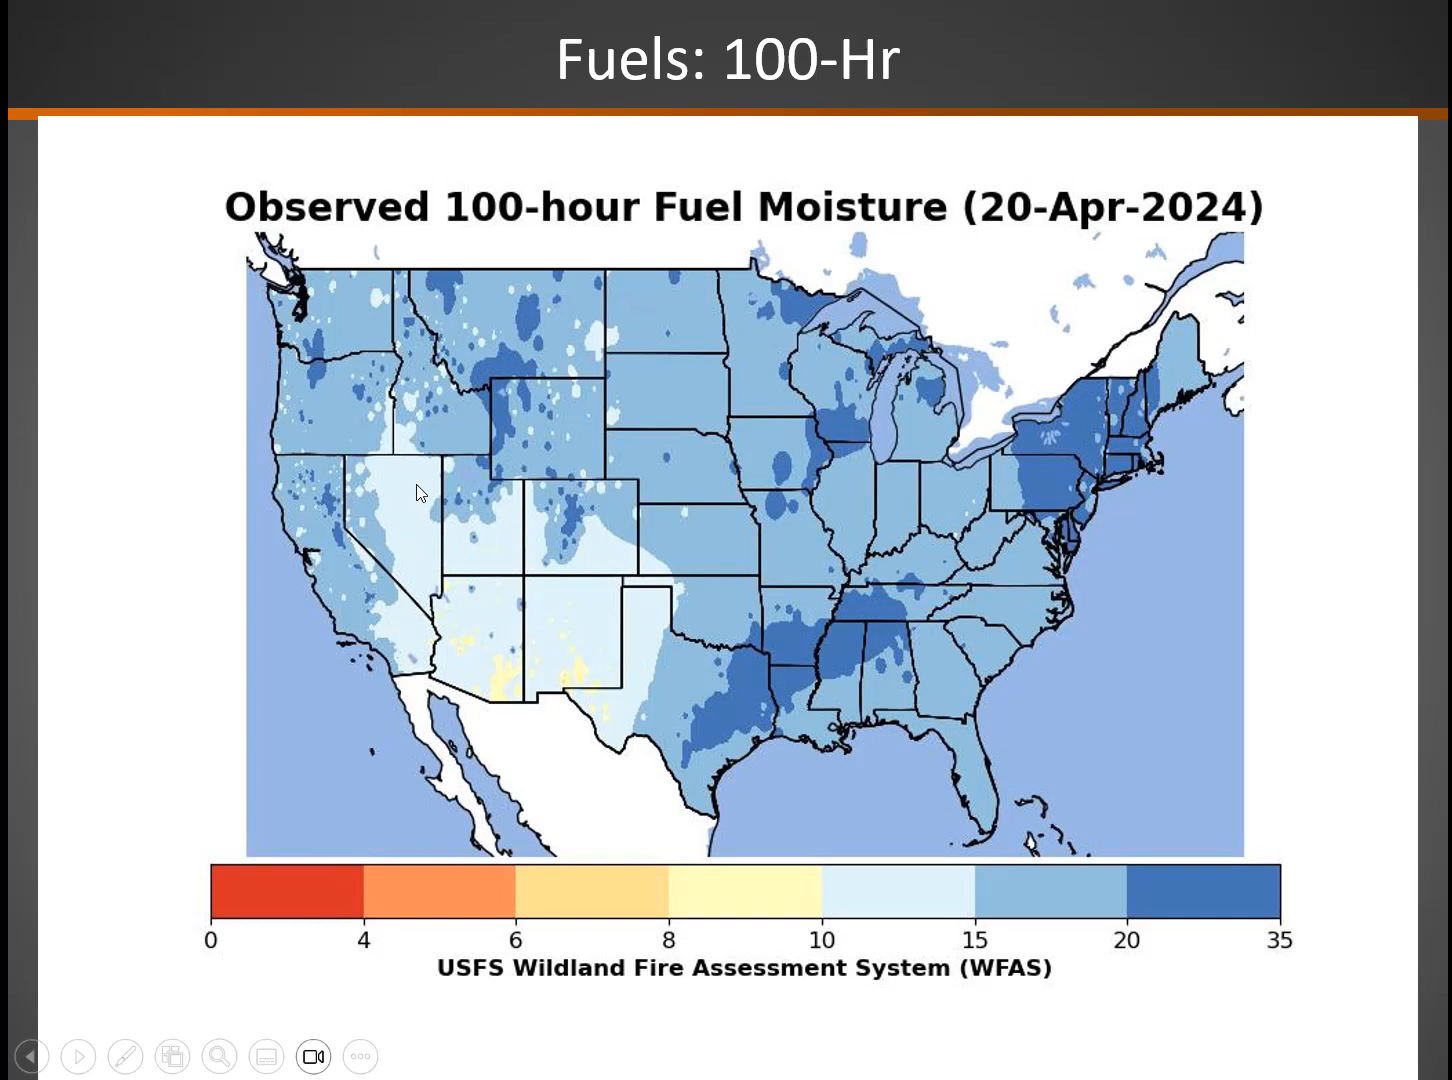 Fuels: 100-Hr
Observed 100-hour Fuel Moisture (20-Apr-2024)
0 4 6 8 10 15 20 35
USFS Wildland Fire Assessment System (WFAS)